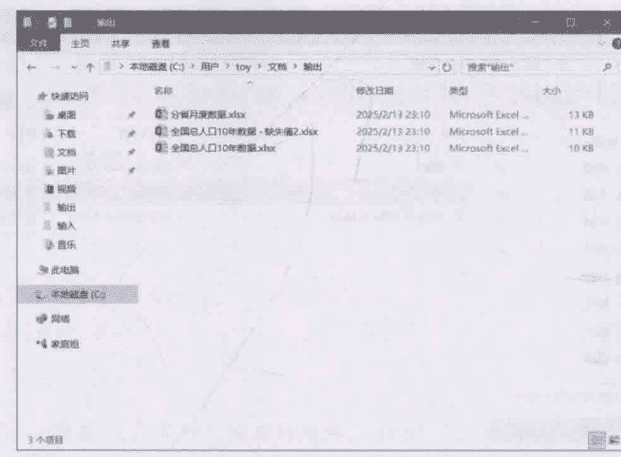 输出
文件 主页 共享 查看
本地磁盘 (C:) › 用户 › toy › 文档 › 输出 搜索"输出"
名称 修改日期 类型 大小
快速访问
桌面
下载
文档
图片
视频
输出
输入
音乐
此电脑
本地磁盘 (C:)
网络
家庭组
分省月度数据.xlsx 2025/2/13 23:10 Microsoft Excel ... 13 KB
全国总人口10年数据 - 缺失值2.xlsx 2025/2/13 23:10 Microsoft Excel ... 11 KB
全国总人口10年数据.xlsx 2025/2/13 23:10 Microsoft Excel ... 10 KB
3 个项目